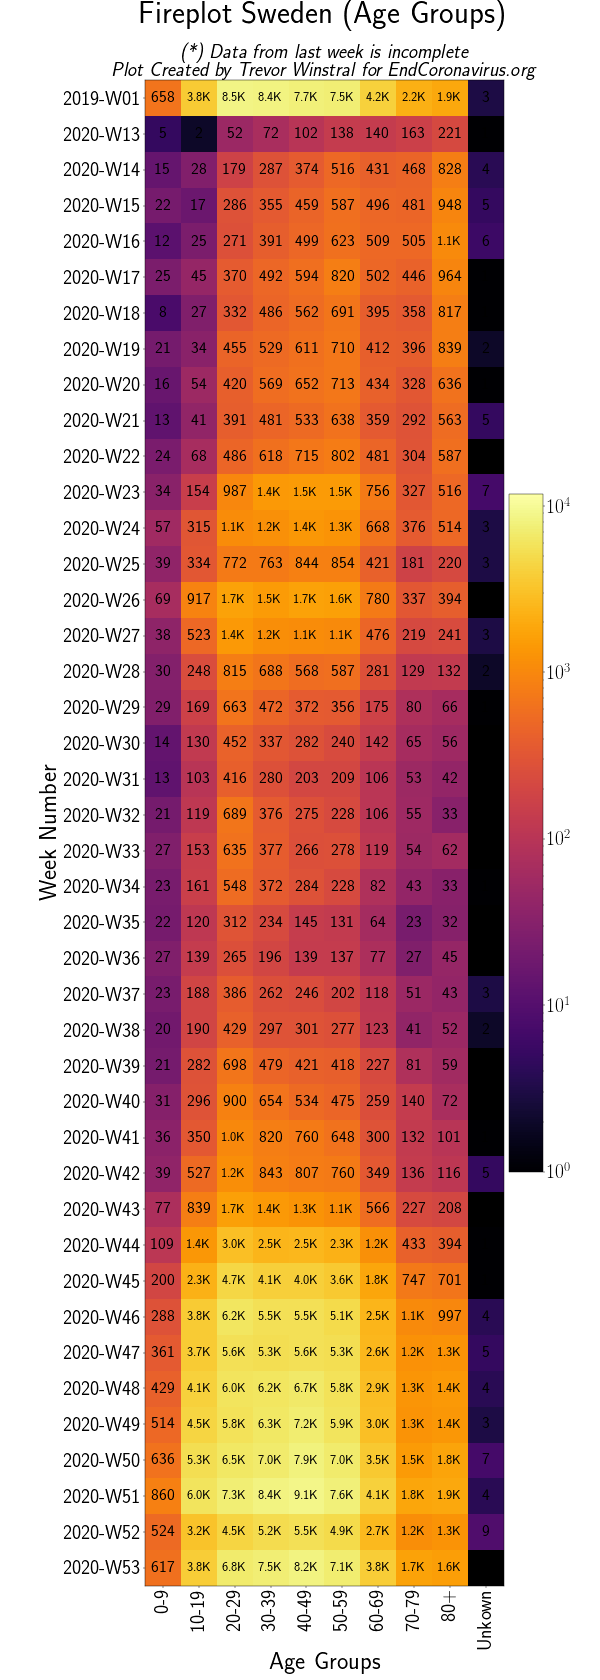 Fireplot Sweden (Age Groups)
(*) Data from last week is incomplete
Plot Created by Trevor Winstral for EndCoronavirus.org
2019-W01 658 3.8K 8.5K 8.4K 7.7K 7.5K 4.2K 2.2K 1.9K 3
2020-W13 5 2 52 72 102 138 140 163 221
2020-W14 15 28 179 287 374 516 431 468 828 4
2020-W15 22 17 286 355 459 587 496 481 948 5
2020-W16 12 25 271 391 499 623 509 505 1.1K 6
2020-W17 25 45 370 492 594 820 502 446 964
2020-W18 8 27 332 486 562 691 395 358 817
2020-W19 21 34 455 529 611 710 412 396 839 2
2020-W20 16 54 420 569 652 713 434 328 636
2020-W21 13 41 391 481 533 638 359 292 563 5
2020-W22 24 68 486 618 715 802 481 304 587
2020-W23 34 154 987 1.4K 1.5K 1.5K 756 327 516 7
2020-W24 57 315 1.1K 1.2K 1.4K 1.3K 668 376 514 3
2020-W25 39 334 772 763 844 854 421 181 220 3
2020-W26 69 917 1.7K 1.5K 1.7K 1.6K 780 337 394
2020-W27 38 523 1.4K 1.2K 1.1K 1.1K 476 219 241 3
2020-W28 30 248 815 688 568 587 281 129 132 2
2020-W29 29 169 663 472 372 356 175 80 66
2020-W30 14 130 452 337 282 240 142 65 56
2020-W31 13 103 416 280 203 209 106 53 42
2020-W32 21 119 689 376 275 228 106 55 33
2020-W33 27 153 635 377 266 278 119 54 62
2020-W34 23 161 548 372 284 228 82 43 33
2020-W35 22 120 312 234 145 131 64 23 32
2020-W36 27 139 265 196 139 137 77 27 45
2020-W37 23 188 386 262 246 202 118 51 43 3
2020-W38 20 190 429 297 301 277 123 41 52 2
2020-W39 21 282 698 479 421 418 227 81 59
2020-W40 31 296 900 654 534 475 259 140 72
2020-W41 36 350 1.0K 820 760 648 300 132 101
2020-W42 39 527 1.2K 843 807 760 349 136 116 5
2020-W43 77 839 1.7K 1.4K 1.3K 1.1K 566 227 208
2020-W44 109 1.4K 3.0K 2.5K 2.5K 2.3K 1.2K 433 394
2020-W45 200 2.3K 4.7K 4.1K 4.0K 3.6K 1.8K 747 701
2020-W46 288 3.8K 6.2K 5.5K 5.5K 5.1K 2.5K 1.1K 997 4
2020-W47 361 3.7K 5.6K 5.3K 5.6K 5.3K 2.6K 1.2K 1.3K 5
2020-W48 429 4.1K 6.0K 6.2K 6.7K 5.8K 2.9K 1.3K 1.4K 4
2020-W49 514 4.5K 5.8K 6.3K 7.2K 5.9K 3.0K 1.3K 1.4K 3
2020-W50 636 5.3K 6.5K 7.0K 7.9K 7.0K 3.5K 1.5K 1.8K 7
2020-W51 860 6.0K 7.3K 8.4K 9.1K 7.6K 4.1K 1.8K 1.9K 4
2020-W52 524 3.2K 4.5K 5.2K 5.5K 4.9K 2.7K 1.2K 1.3K 9
2020-W53 617 3.8K 6.8K 7.5K 8.2K 7.1K 3.8K 1.7K 1.6K
0-9 10-19 20-29 30-39 40-49 50-59 60-69 70-79 80+ Unkown
Age Groups
Week Number
10⁴
10³
10²
10¹
10⁰